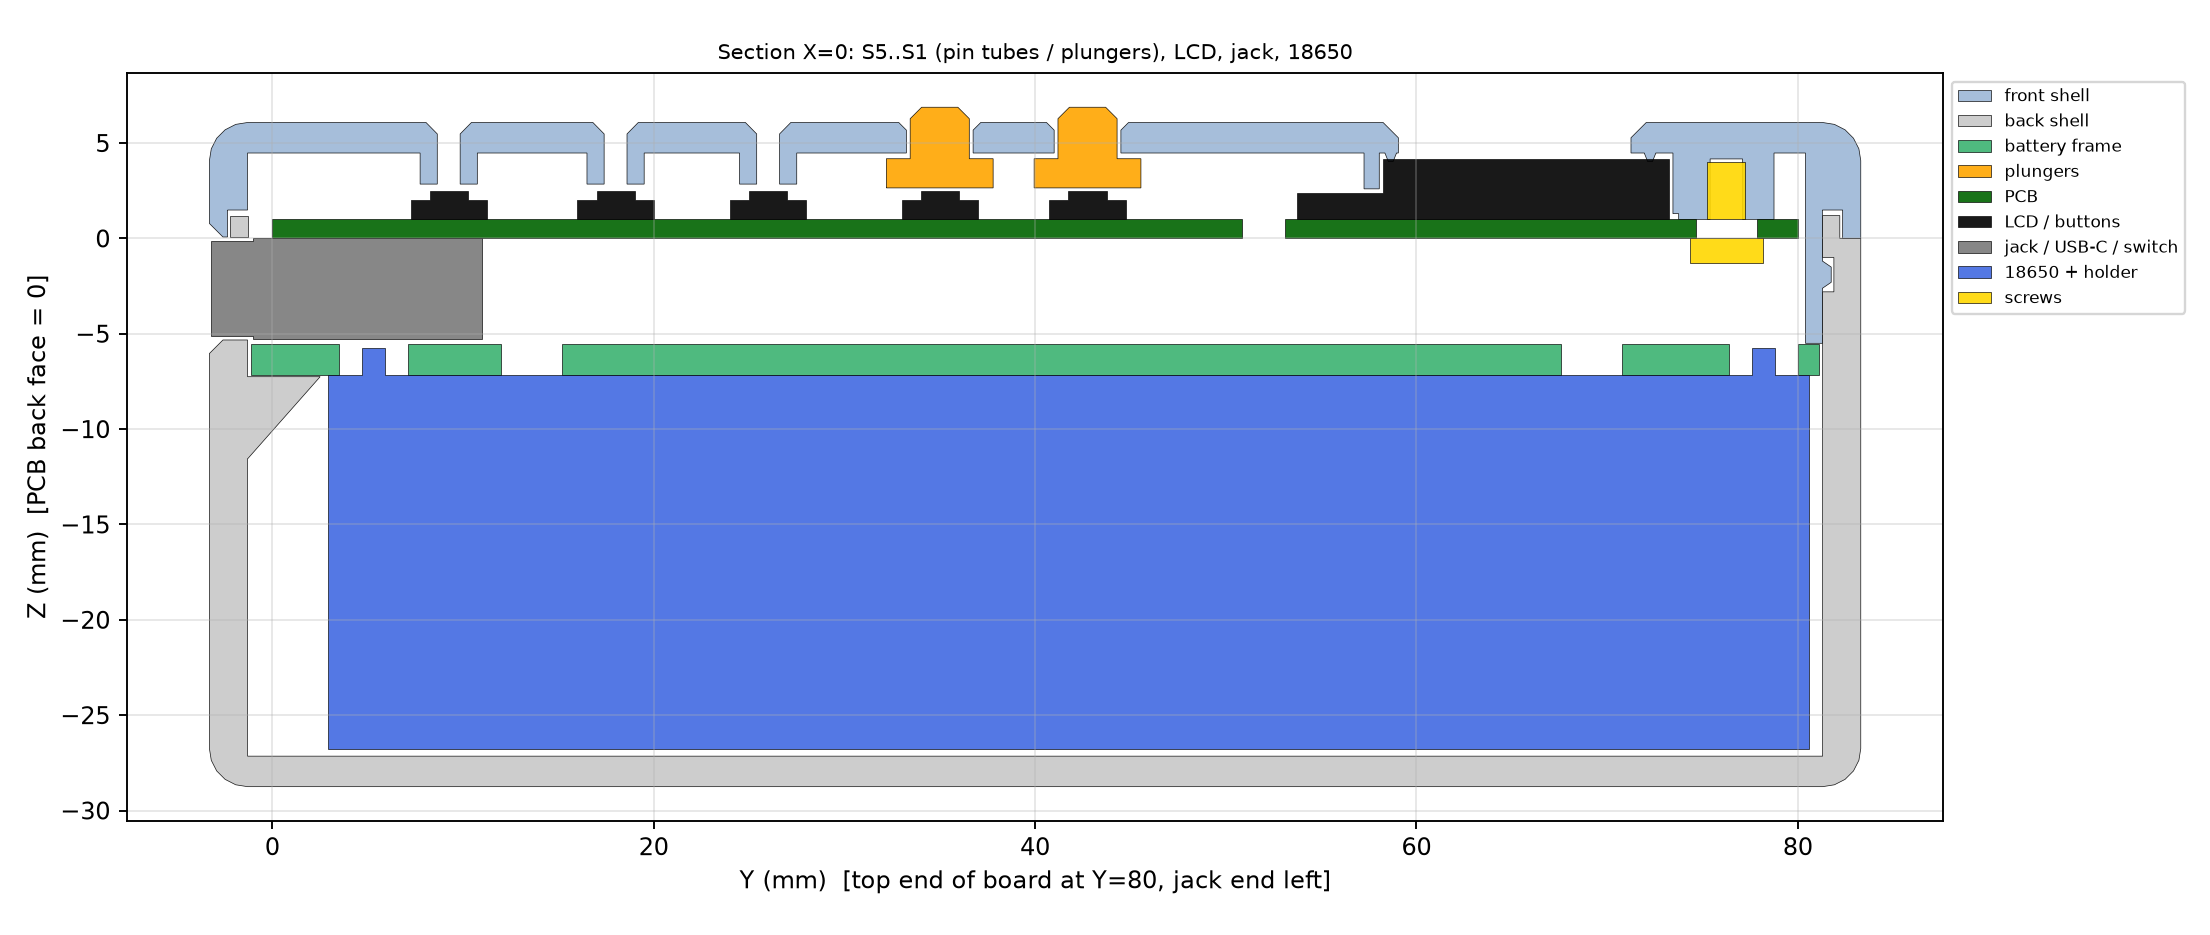 Section X=0: S5..S1 (pin tubes / plungers), LCD, jack, 18650
front shell
back shell
battery frame
plungers
PCB
LCD / buttons
jack / USB-C / switch
18650 + holder
screws
Z (mm)  [PCB back face = 0]
5
0
−5
−10
−15
−20
−25
−30
0
20
40
60
80
Y (mm)  [top end of board at Y=80, jack end left]